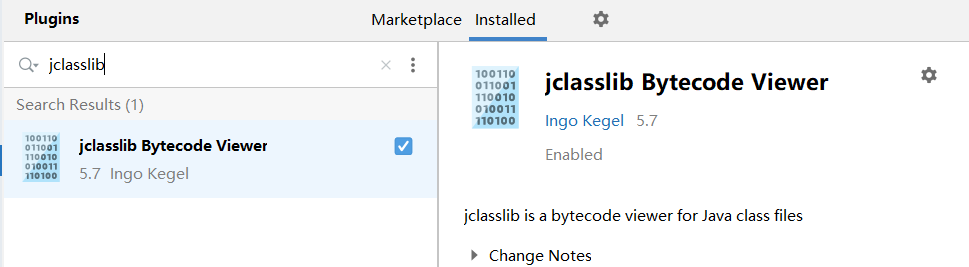 Plugins
Marketplace
Installed
jclasslib
Search Results (1)
jclasslib Bytecode Viewer
5.7 Ingo Kegel
100110
011001
110010
010011
110100
jclasslib Bytecode Viewer
Ingo Kegel 5.7
Enabled
100110
011001
110010
010011
110100
jclasslib is a bytecode viewer for Java class files
Change Notes